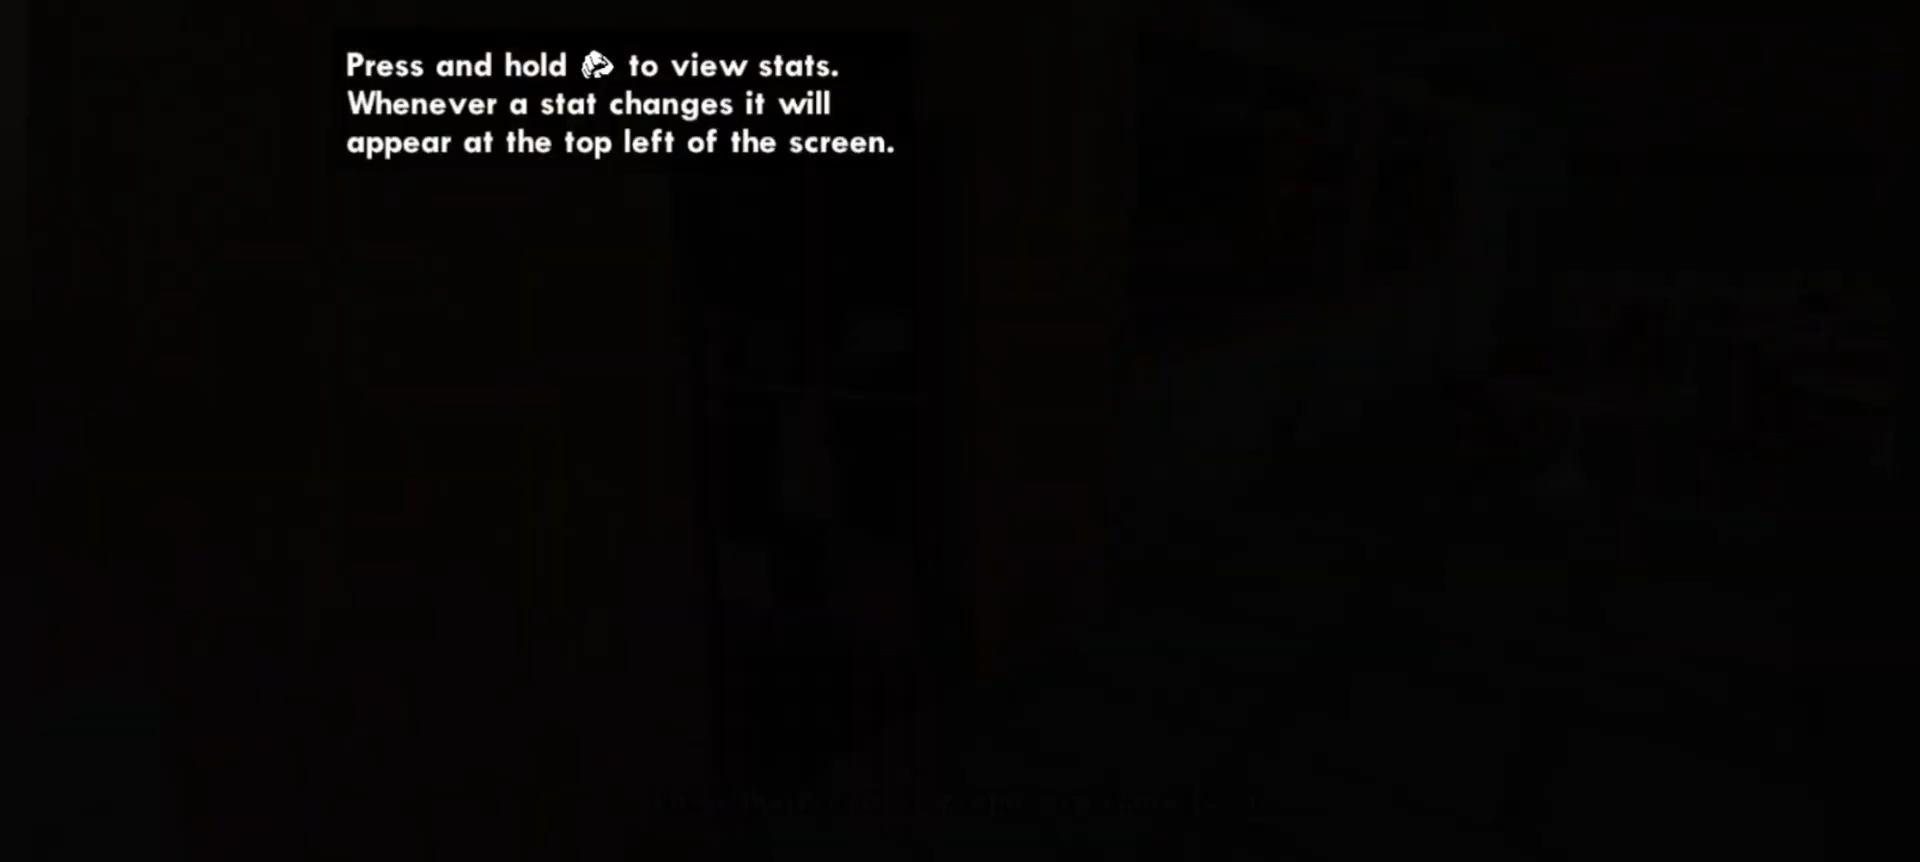 Press and hold to view stats.
Whenever a stat changes it will
appear at the top left of the screen.